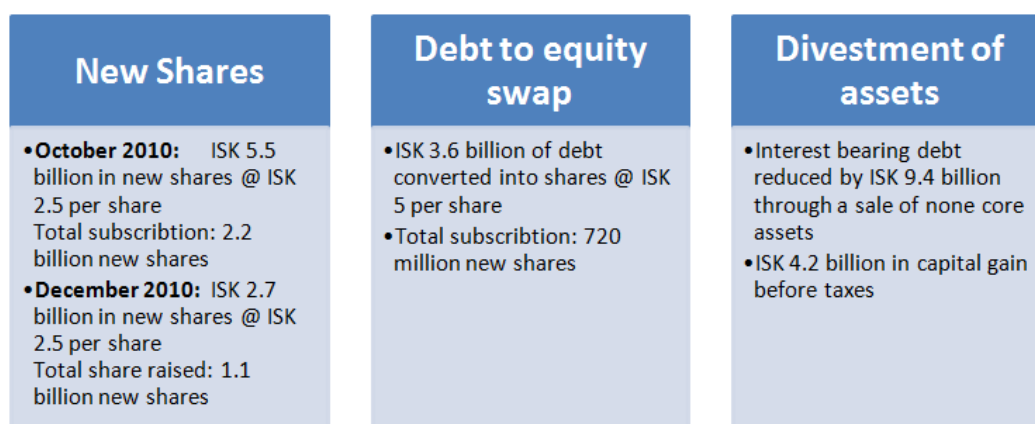 New Shares
•October 2010: ISK 5.5
billion in new shares @ ISK
2.5 per share
Total subscribtion: 2.2
billion new shares
•December 2010: ISK 2.7
billion in new shares @ ISK
2.5 per share
Total share raised: 1.1
billion new shares
Debt to equity
swap
•ISK 3.6 billion of debt
converted into shares @ ISK
5 per share
•Total subscribtion: 720
million new shares
Divestment of
assets
•Interest bearing debt
reduced by ISK 9.4 billion
through a sale of none core
assets
•ISK 4.2 billion in capital gain
before taxes